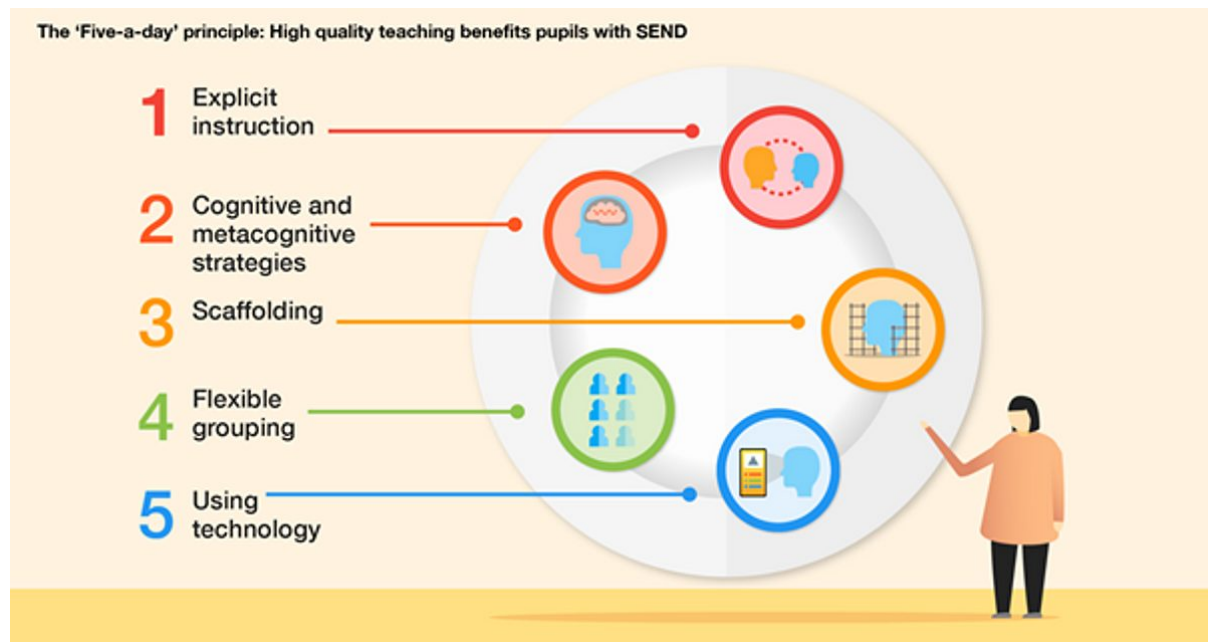 The 'Five-a-day' principle: High quality teaching benefits pupils with SEND
1
Explicit
instruction
2
Cognitive and
metacognitive
strategies
3
Scaffolding
4
Flexible
grouping
5
Using
technology